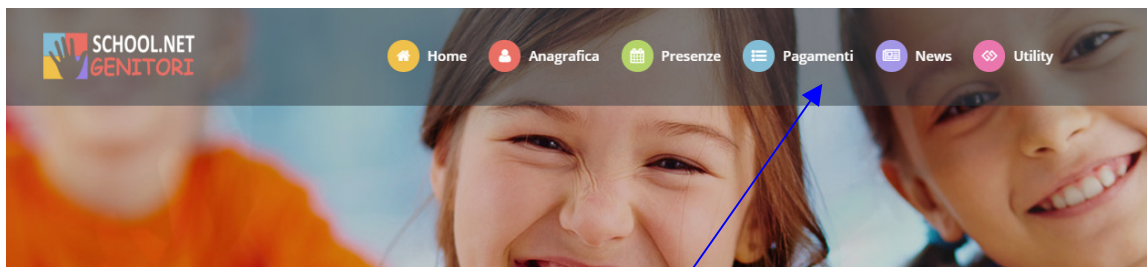 SCHOOL.NET
GENITORI
Home Anagrafica Presenze Pagamenti News Utility